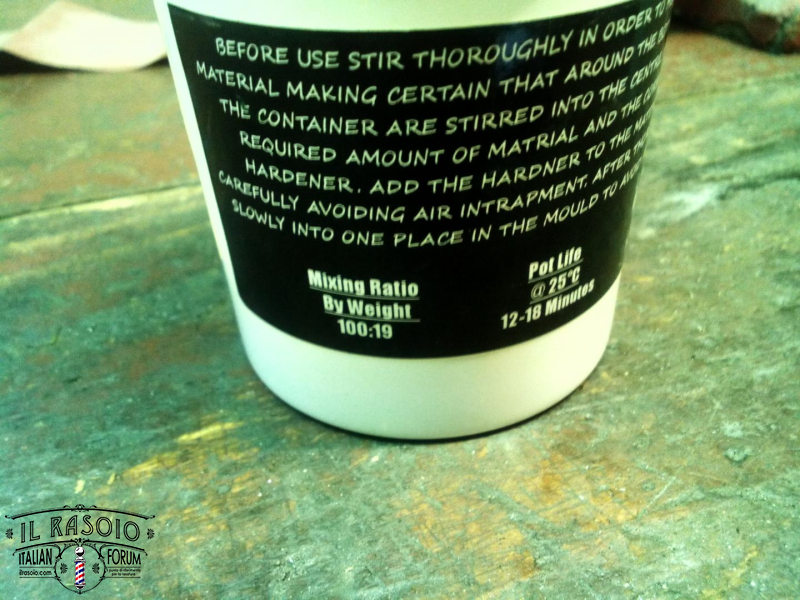 BEFORE USE STIR THOROUGHLY IN ORDER TO
MATERIAL MAKING CERTAIN THAT AROUND THE
THE CONTAINER ARE STIRRED INTO THE
REQUIRED AMOUNT OF MATRIAL AND THE
HARDENER. ADD THE HARDNER TO THE
CAREFULLY AVOIDING AIR INTRAPMENT. AFTER
SLOWLY INTO ONE PLACE IN THE MOULD TO
Mixing Ratio
By Weight
100:19
Pot Life
@ 25°C
12-18 Minutes
IL RASOIO
ITALIAN FORUM
ilrasoio.com